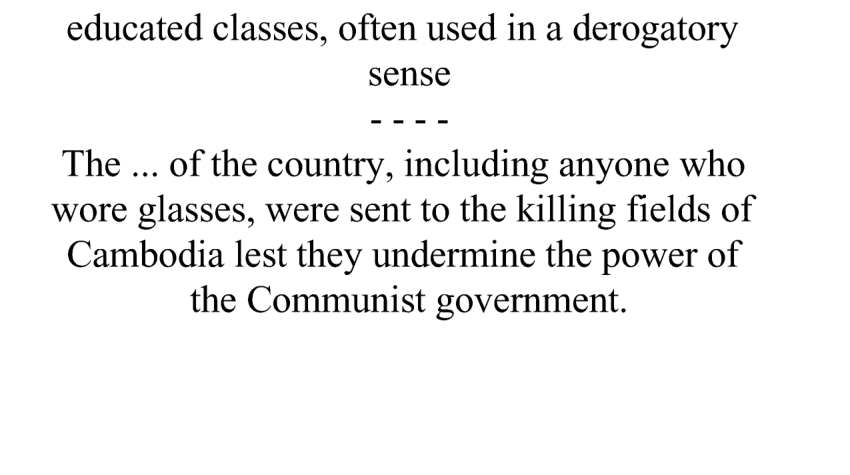 educated classes, often used in a derogatory
sense
- - - -
The ... of the country, including anyone who
wore glasses, were sent to the killing fields of
Cambodia lest they undermine the power of
the Communist government.